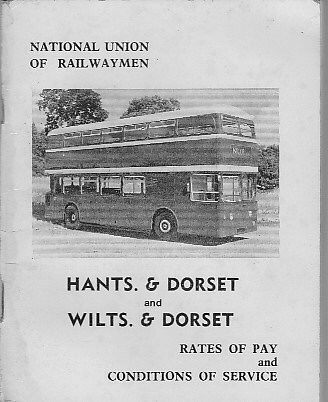 NATIONAL UNION
OF RAILWAYMEN
HANTS. & DORSET
and
WILTS. & DORSET
RATES OF PAY
and
CONDITIONS OF SERVICE